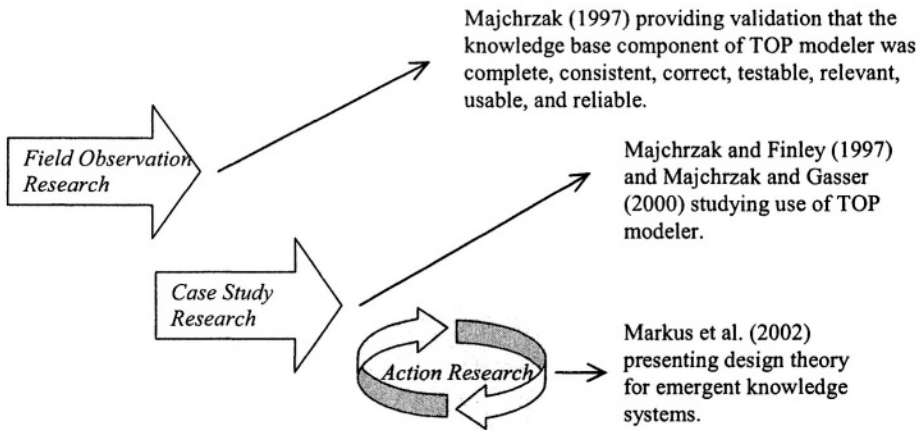 Majchrzak (1997) providing validation that the
knowledge base component of TOP modeler was
complete, consistent, correct, testable, relevant,
usable, and reliable.
Field Observation
Research
Majchrzak and Finley (1997)
and Majchrzak and Gasser
(2000) studying use of TOP
modeler.
Case Study
Research
Action Research
Markus et al. (2002)
presenting design theory
for emergent knowledge
systems.